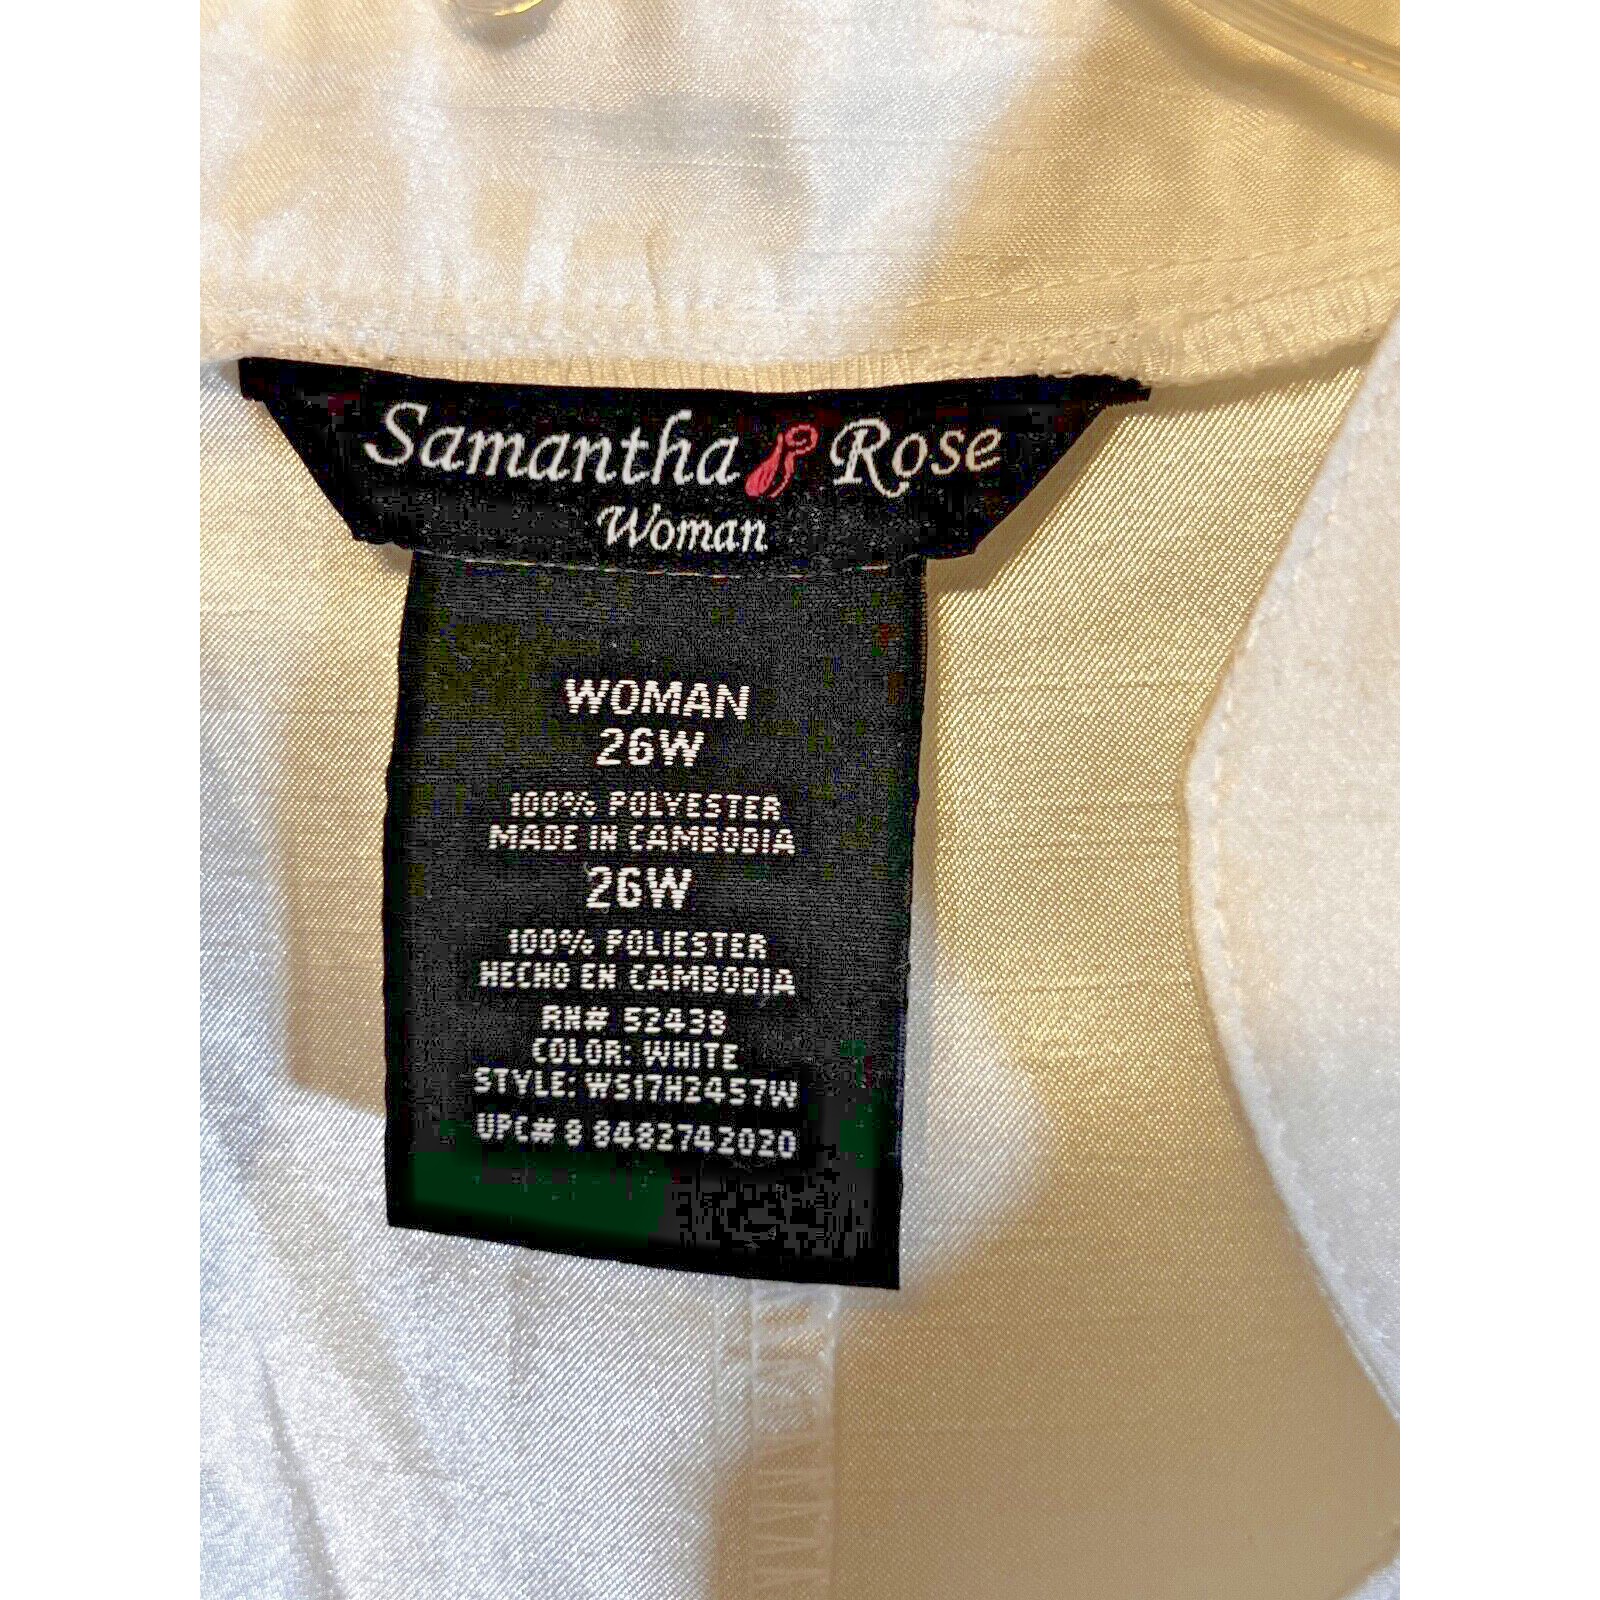 Samantha Rose
Woman
WOMAN
26W
100% POLYESTER
MADE IN CAMBODIA
26W
100% POLIESTER
HECHO EN CAMBODIA
RN# 52438
COLOR: WHITE
STYLE: WS17H2457W
UPC# 8 8482742020